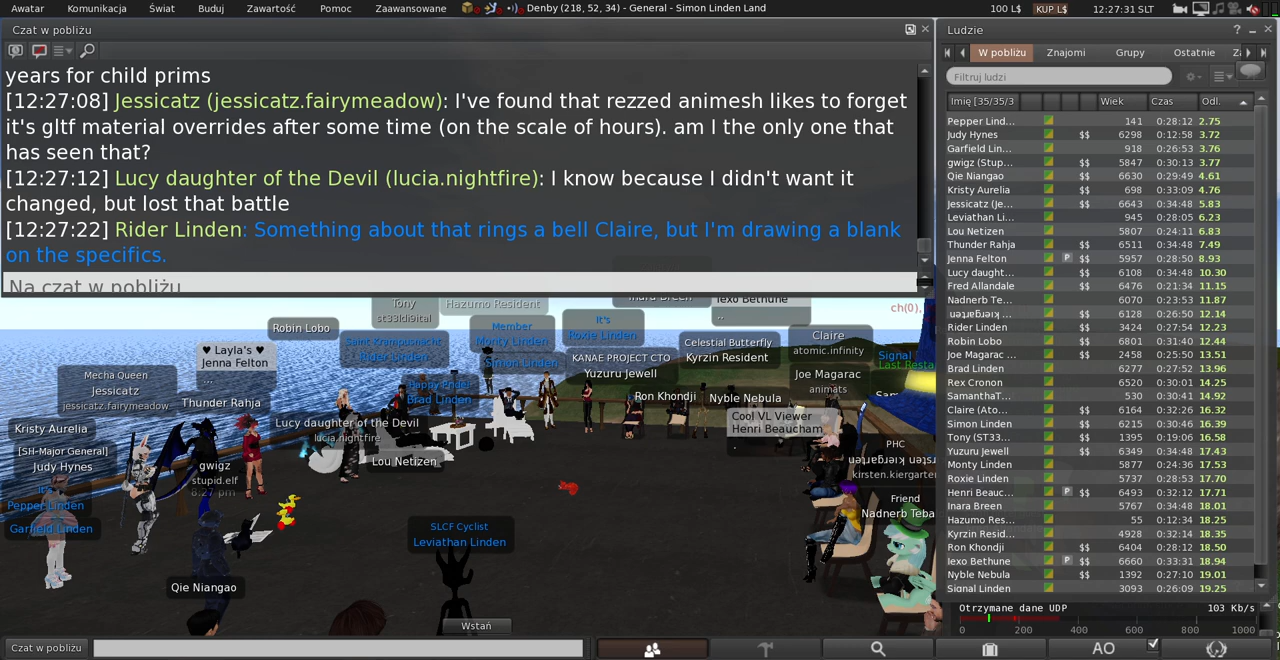 Awatar Komunikacja Świat Buduj Zawartość Pomoc Zaawansowane Denby (218, 52, 34) - General - Simon Linden Land 100 L$ KUP L$ 12:27:31 SLT
Czat w pobliżu
years for child prims
[12:27:08] Jessicatz (jessicatz.fairymeadow): I've found that rezzed animesh likes to forget
it's gltf material overrides after some time (on the scale of hours). am I the only one that
has seen that?
[12:27:12] Lucy daughter of the Devil (lucia.nightfire): I know because I didn't want it
changed, but lost that battle
[12:27:22] Rider Linden: Something about that rings a bell Claire, but I'm drawing a blank
on the specifics.
Na czat w pobliżu
Tony
st33ldi9ital
Hazumo Resident
Inara Breen
Iexo Bethune
..
ch(0),
Robin Lobo
Saint Krampusnacht
Rider Linden
Member
Monty Linden
Simon Linden
It's
Roxie Linden
Celestial Butterfly
Kyrzin Resident
Claire
atomic.infinity
Signal
♥ Layla's ♥
Jenna Felton
...
KANAE PROJECT CTO
Yuzuru Jewell
Joe Magarac
animats
Mecha Queen
Jessicatz
jessicatz.fairymeadow
Thunder Rahja
Happy Pride!
Brad Linden
Ron Khondji
Nyble Nebula
Cool VL Viewer
Henri Beaucham
.
Kristy Aurelia
Lucy daughter of the Devil
lucia.nightfire
Lou Netizen
[SH-Major General]
Judy Hynes
gwigz
stupid.elf
8:27 pm
PHC
kirsten.kiergarten
It's
Pepper Linden
Garfield Linden
Friend
Nadnerb Teba
SLCF Cyclist
Leviathan Linden
Qie Niangao
Wstań
Czat w pobliżu
Ludzie
? _ ×
W pobliżu Znajomi Grupy Ostatnie
Filtruj ludzi
Imię [35/35/3 Wiek Czas Odl.
Pepper Lind... 141 0:28:12 2.75
Judy Hynes $$ 6298 0:12:58 3.72
Garfield Lin... 918 0:26:53 3.76
gwigz (Stup... $$ 5847 0:30:13 3.77
Qie Niangao $$ 6630 0:29:49 4.61
Kristy Aurelia $$ 698 0:33:09 4.76
Jessicatz (Je... $$ 6643 0:34:48 5.83
Leviathan Li... 945 0:28:05 6.23
Lou Netizen 5807 0:24:11 6.83
Thunder Rahja $$ 6511 0:34:48 7.49
Jenna Felton P $$ 5957 0:28:50 8.93
Lucy daught... $$ 6108 0:34:48 10.30
Fred Allandale $$ 6476 0:21:34 11.15
Nadnerb Te... 6070 0:23:53 11.87
$$ 6128 0:26:50 12.14
Rider Linden $$ 3424 0:27:54 12.23
Robin Lobo $$ 6801 0:31:40 12.44
Joe Magarac ... $$ 2458 0:25:50 13.51
Brad Linden 6277 0:27:52 13.96
Rex Cronon 6520 0:30:01 14.25
SamanthaT... 530 0:30:41 14.92
Claire (Ato... $$ 6164 0:32:26 16.32
Simon Linden $$ 6215 0:30:46 16.39
Tony (ST33... $$ 1395 0:19:06 16.58
Yuzuru Jewell $$ 6349 0:18:34 17.43
Monty Linden 5877 0:24:36 17.53
Roxie Linden 5737 0:28:53 17.70
Henri Beauc... P $$ 6493 0:32:12 17.71
Inara Breen 5767 0:34:48 18.01
Hazumo Res... 55 0:12:34 18.25
Kyrzin Resid... 4928 0:32:14 18.35
Ron Khondji $$ 6404 0:28:12 18.50
Iexo Bethune P $$ 6660 0:33:31 18.94
Nyble Nebula $$ 1392 0:27:10 19.01
Signal Linden 3093 0:26:09 19.25
Otrzymane dane UDP 103 Kb/s
0 200 400 600 800 1000
AO